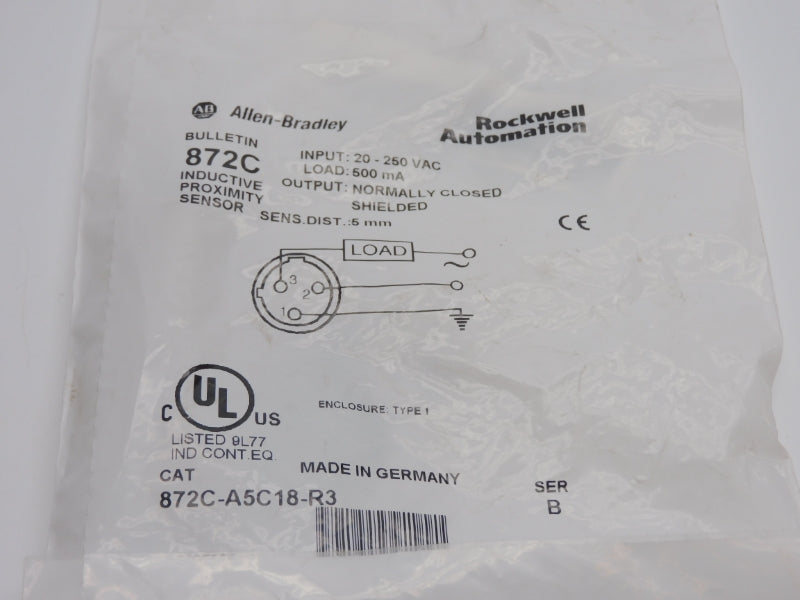 AB Allen-Bradley
Rockwell
Automation
BULLETIN
872C
INDUCTIVE
PROXIMITY
SENSOR
INPUT: 20 - 250 VAC
LOAD: 500 mA
OUTPUT: NORMALLY CLOSED
SHIELDED
SENS.DIST.:5 mm
CE
LOAD
3
2
1
C UL US
LISTED 9L77
IND CONT.EQ.
ENCLOSURE: TYPE 1
MADE IN GERMANY
CAT
872C-A5C18-R3
SER
B